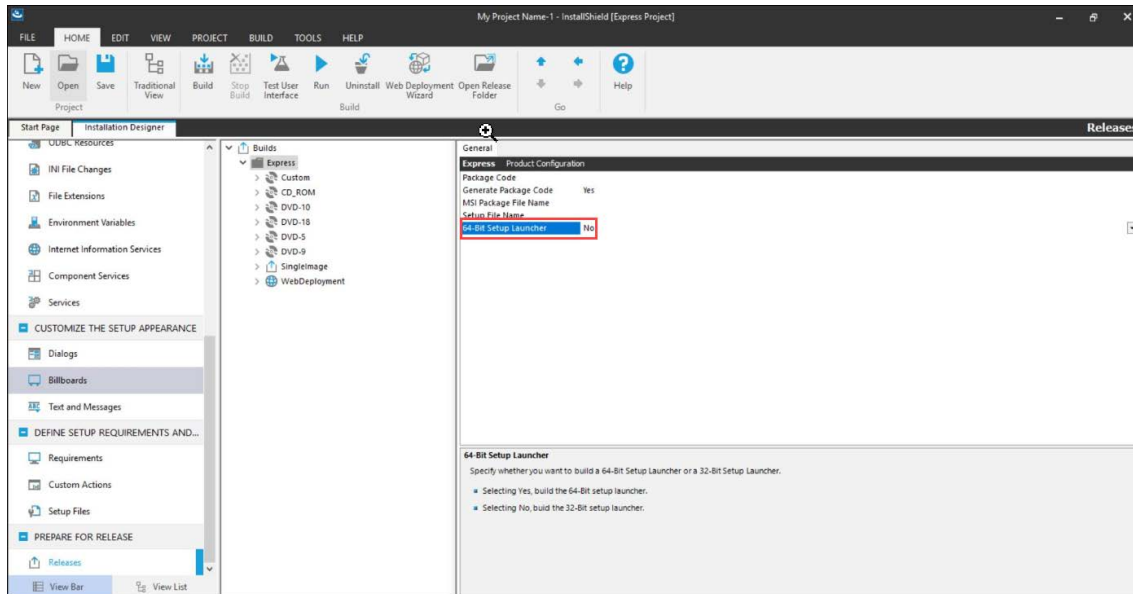 My Project Name-1 - InstallShield [Express Project]
FILE HOME EDIT VIEW PROJECT BUILD TOOLS HELP
New Open Save Traditional View Build Stop Build Test User Interface Run Uninstall Web Deployment Wizard Open Release Folder Help
Project Build Go
Start Page Installation Designer Releases
ODBC Resources
INI File Changes
File Extensions
Environment Variables
Internet Information Services
Component Services
Services
CUSTOMIZE THE SETUP APPEARANCE
Dialogs
Billboards
Text and Messages
DEFINE SETUP REQUIREMENTS AND...
Requirements
Custom Actions
Setup Files
PREPARE FOR RELEASE
Releases
View Bar View List
Builds
Express
Custom
CD_ROM
DVD-10
DVD-18
DVD-5
DVD-9
SingleImage
WebDeployment
General
Express Product Configuration
Package Code
Generate Package Code Yes
MSI Package File Name
Setup File Name
64-Bit Setup Launcher No
64-Bit Setup Launcher
Specify whether you want to build a 64-Bit Setup Launcher or a 32-Bit Setup Launcher.
Selecting Yes, build the 64-Bit setup launcher.
Selecting No, buid the 32-Bit setup launcher.